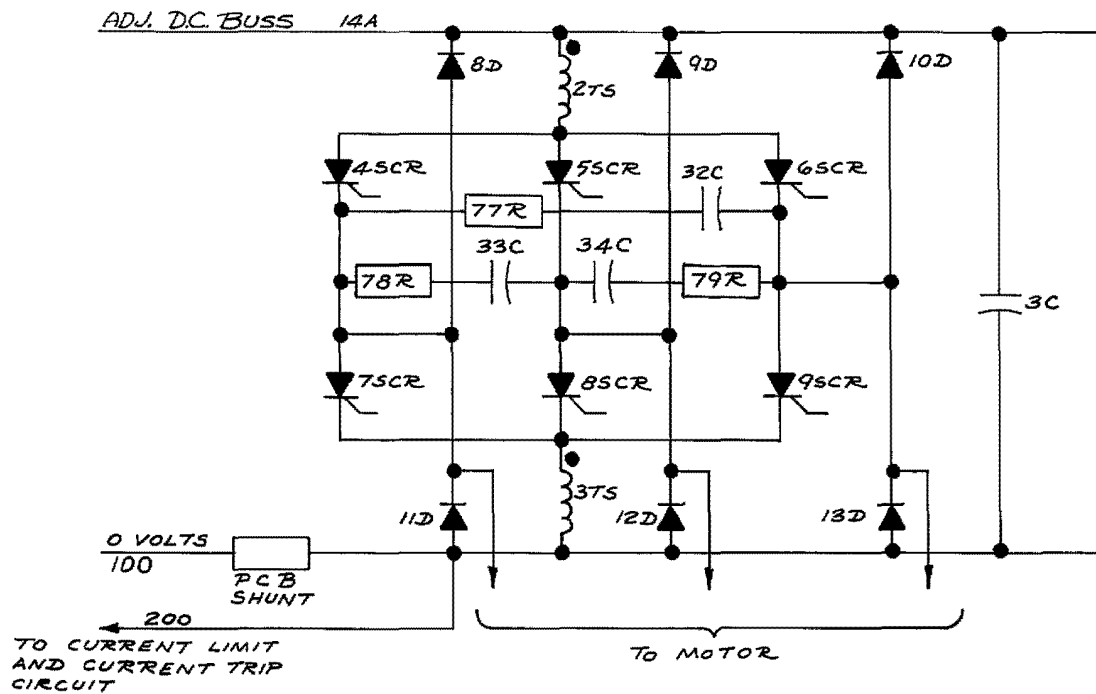 ADJ. D.C. BUSS 14A
8D
9D
10D
2TS
4SCR
5SCR
6SCR
32C
77R
33C
34C
78R
79R
3C
7SCR
8SCR
9SCR
3TS
11D
12D
13D
0 VOLTS
100
PCB
SHUNT
200
TO CURRENT LIMIT
AND CURRENT TRIP
CIRCUIT
TO MOTOR